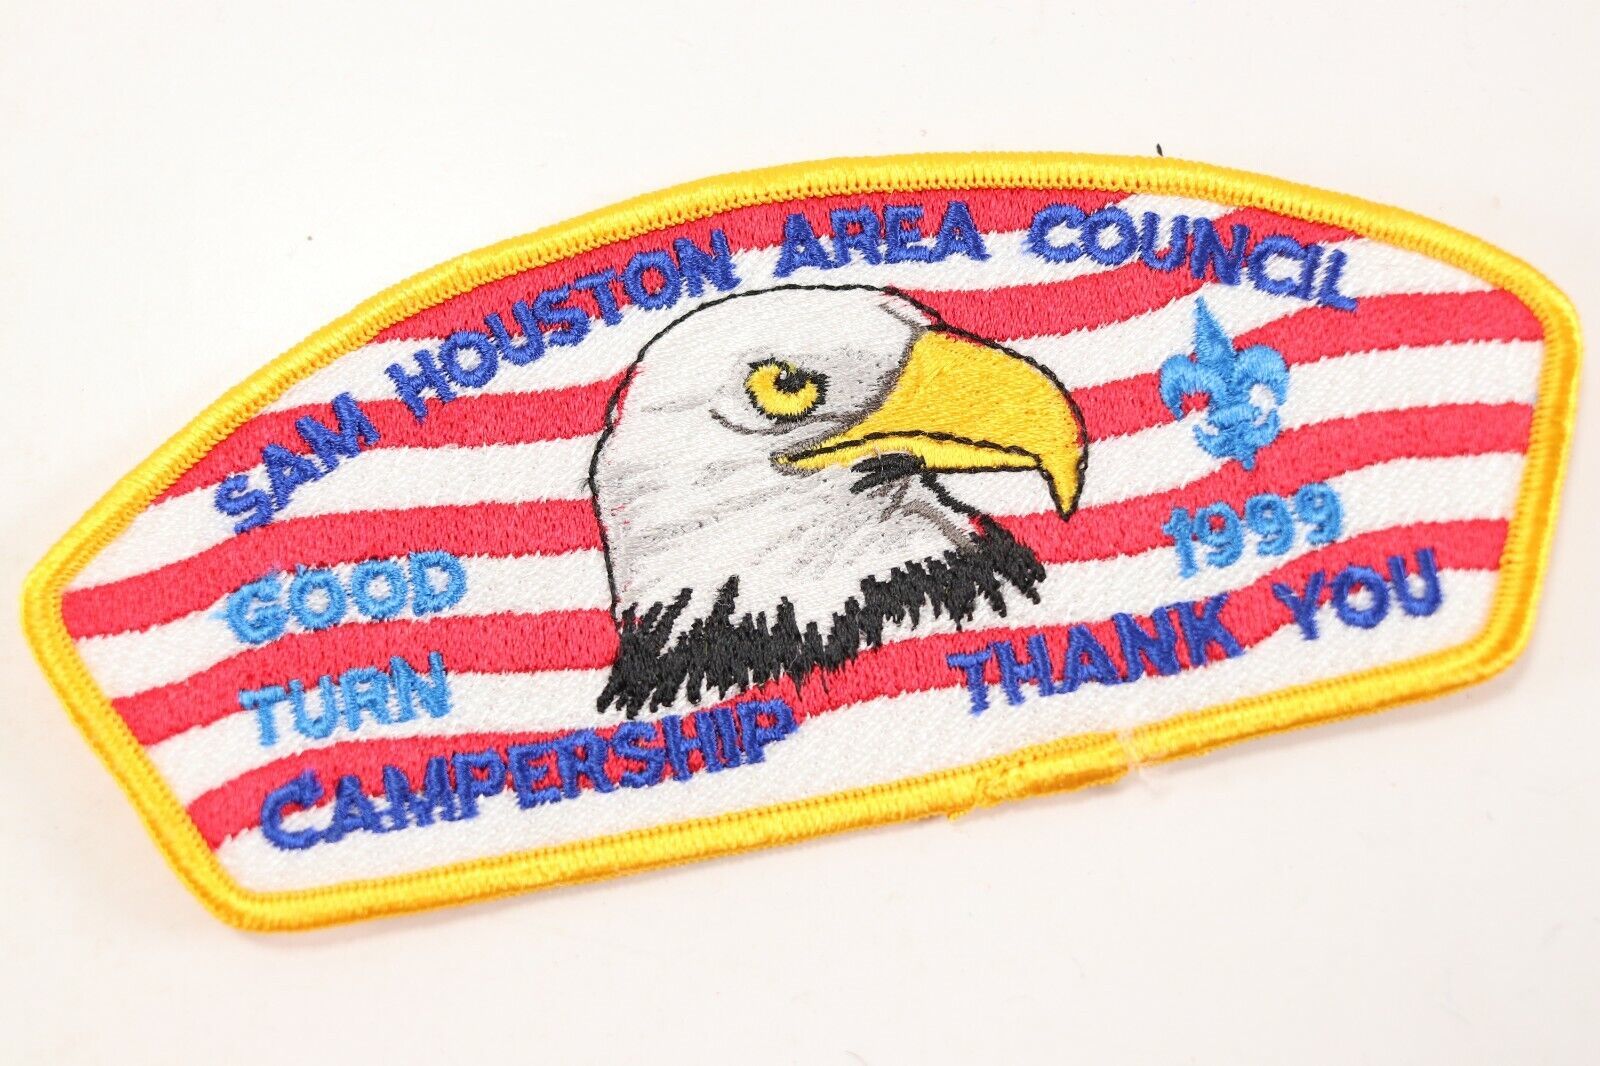 SAM HOUSTON AREA COUNCIL
GOOD
TURN
1999
CAMPERSHIP THANK YOU